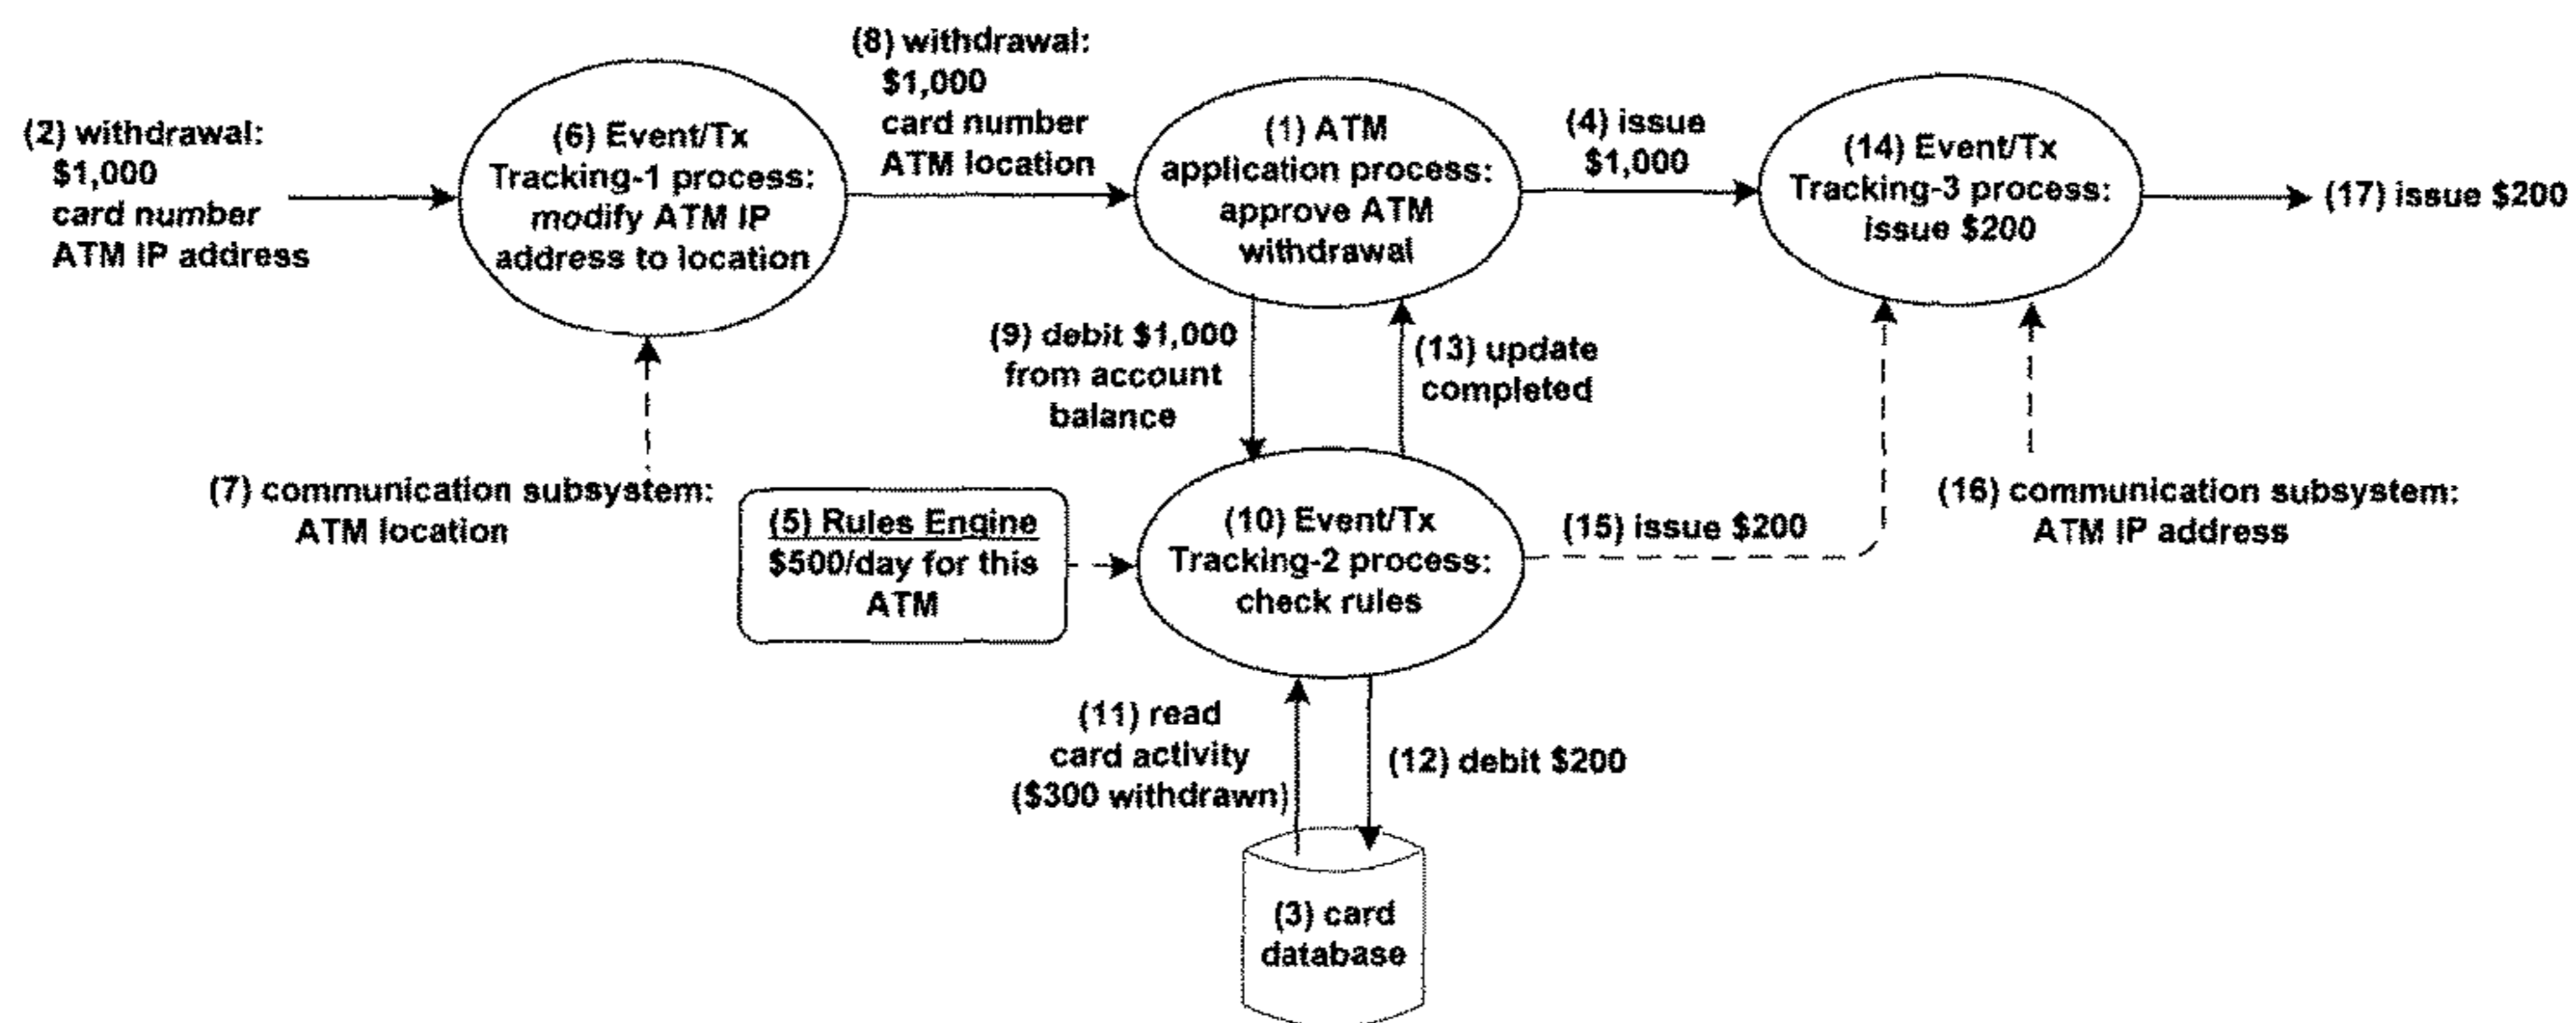 (2) withdrawal:
$1,000
card number
ATM IP address
(6) Event/Tx
Tracking-1 process:
modify ATM IP
address to location
(7) communication subsystem:
ATM location
(8) withdrawal:
$1,000
card number
ATM location
(1) ATM
application process:
approve ATM
withdrawal
(4) issue
$1,000
(14) Event/Tx
Tracking-3 process:
issue $200
(17) issue $200
(9) debit $1,000
from account
balance
(13) update
completed
(5) Rules Engine
$500/day for this
ATM
(10) Event/Tx
Tracking-2 process:
check rules
(15) issue $200
(16) communication subsystem:
ATM IP address
(11) read
card activity
($300 withdrawn)
(12) debit $200
(3) card
database